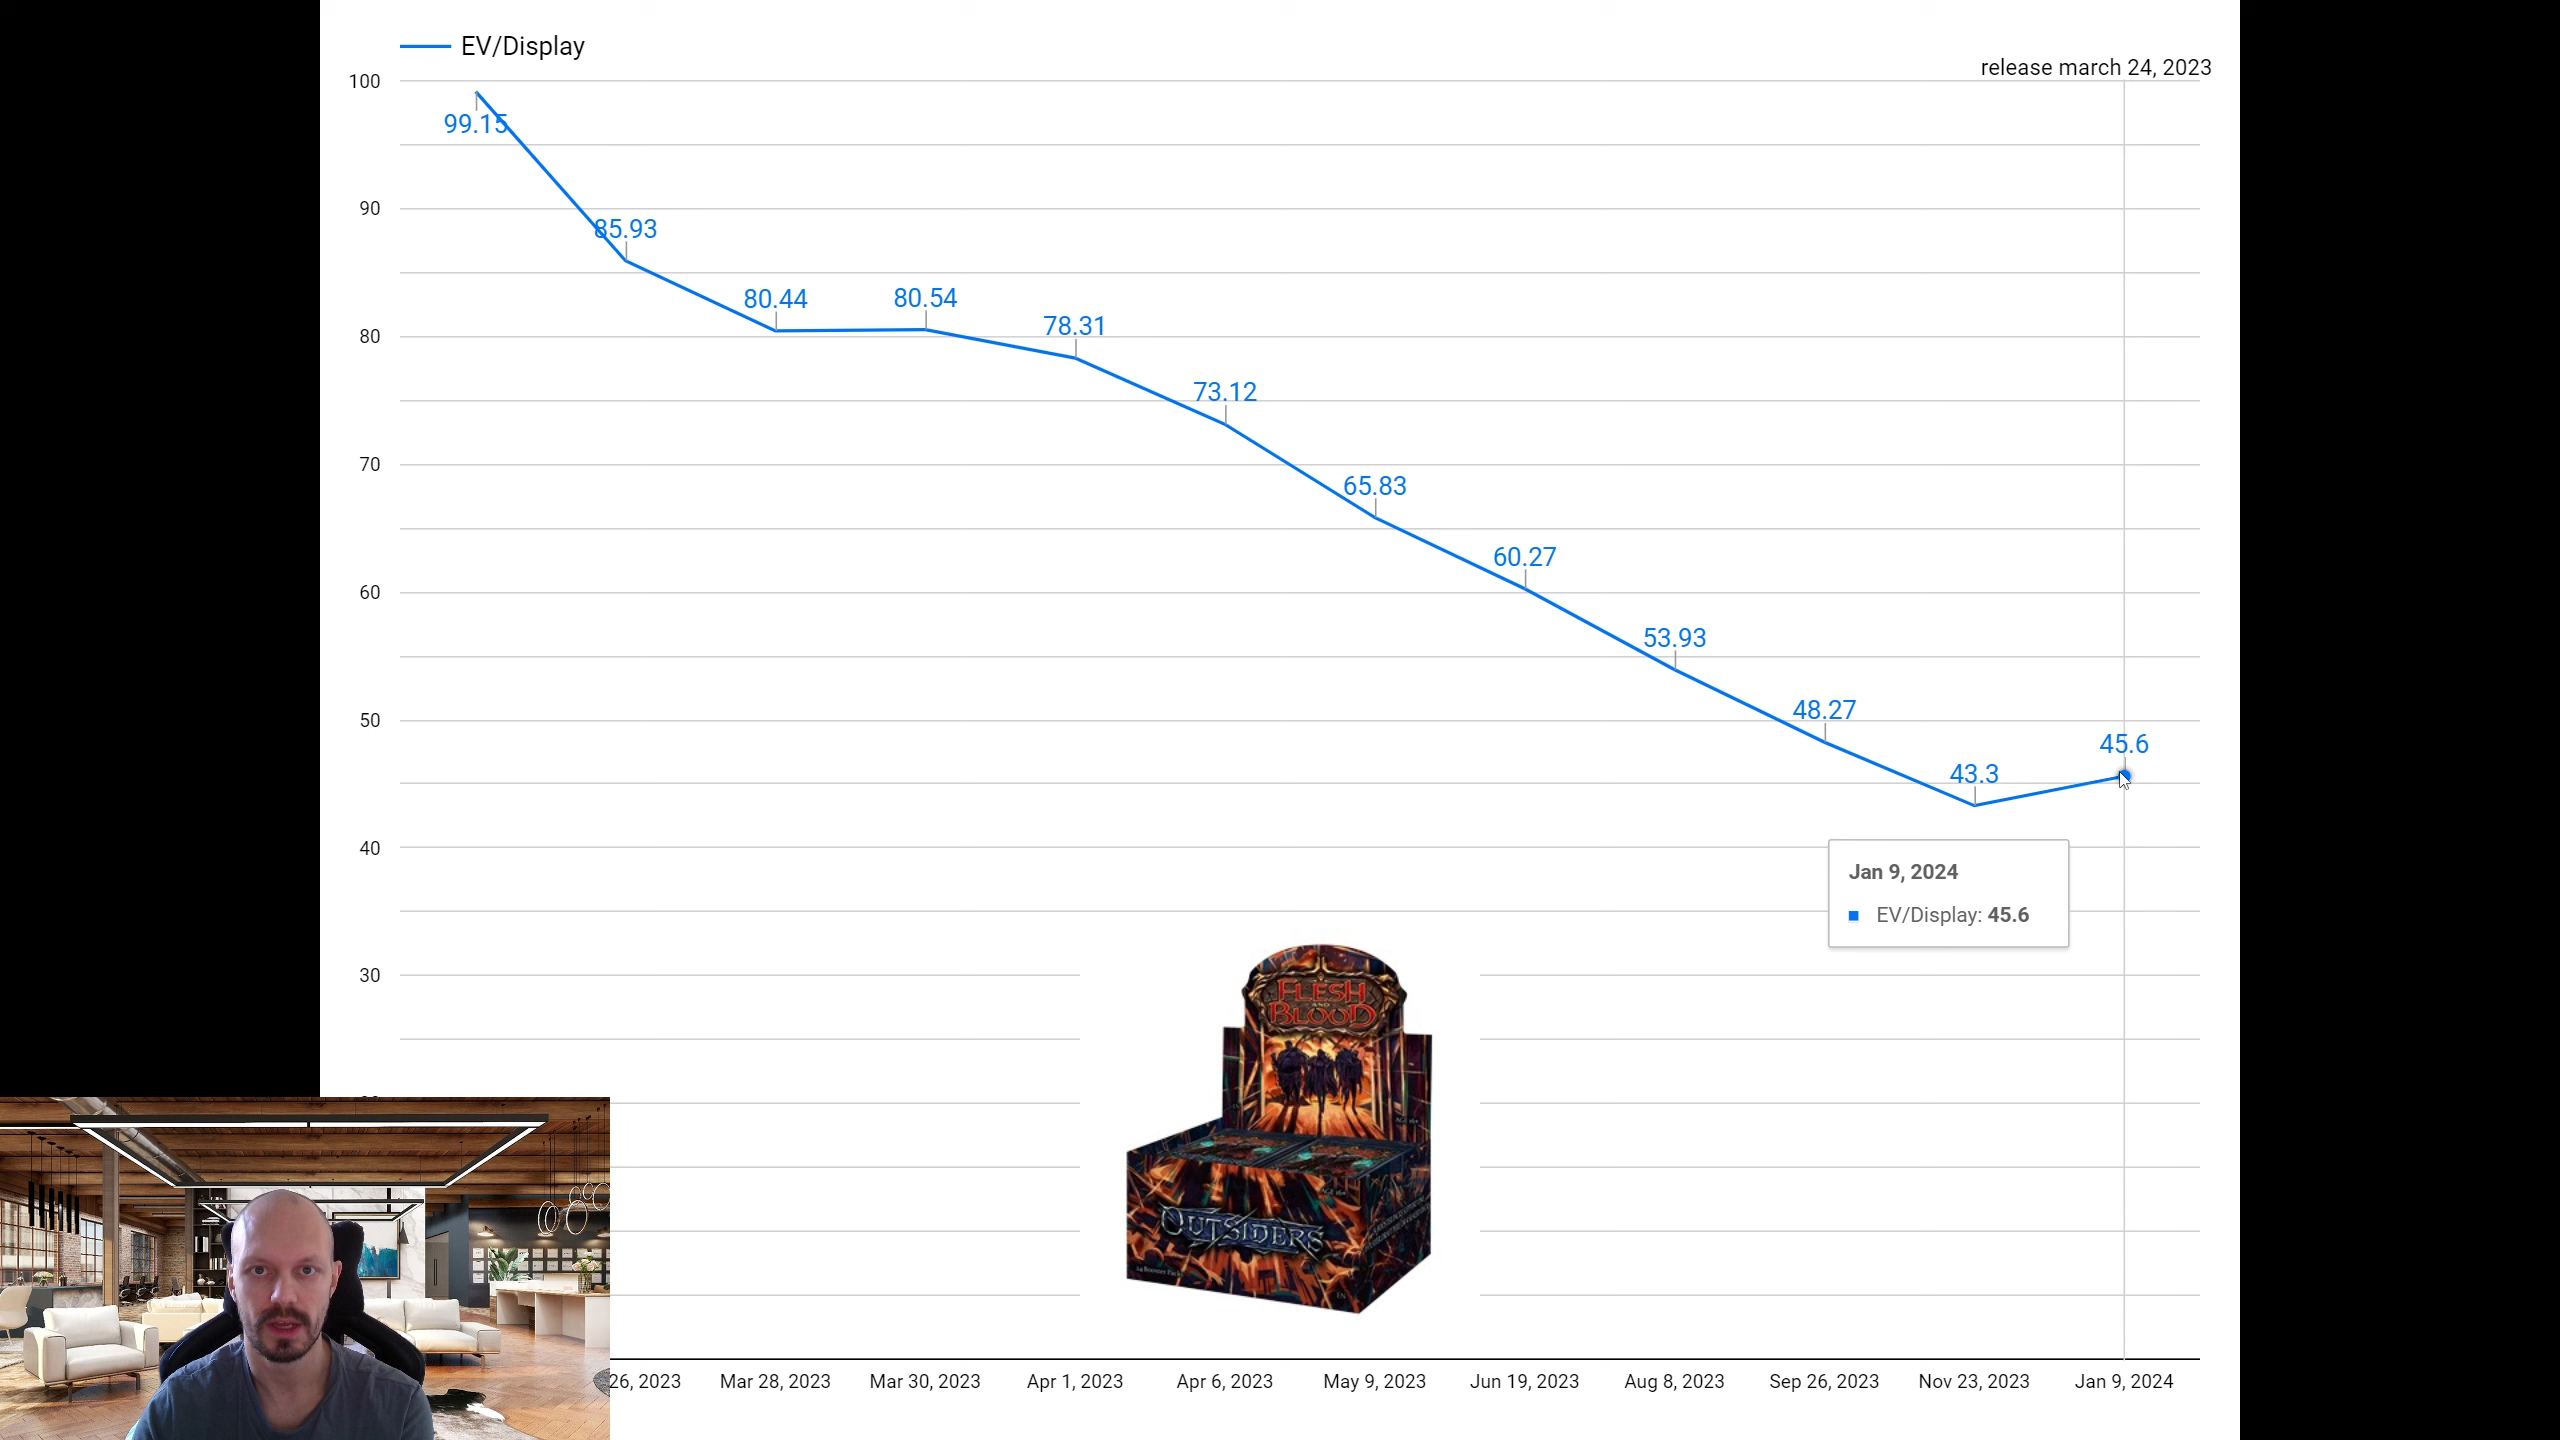 EV/Display
release march 24, 2023
100
99.15
90
85.93
80.44
80.54
80
78.31
73.12
70
65.83
60.27
60
53.93
50
48.27
45.6
43.3
40
Jan 9, 2024
EV/Display: 45.6
30
FLESH
AND
BLOOD
OUTSIDERS
26, 2023
Mar 28, 2023
Mar 30, 2023
Apr 1, 2023
Apr 6, 2023
May 9, 2023
Jun 19, 2023
Aug 8, 2023
Sep 26, 2023
Nov 23, 2023
Jan 9, 2024